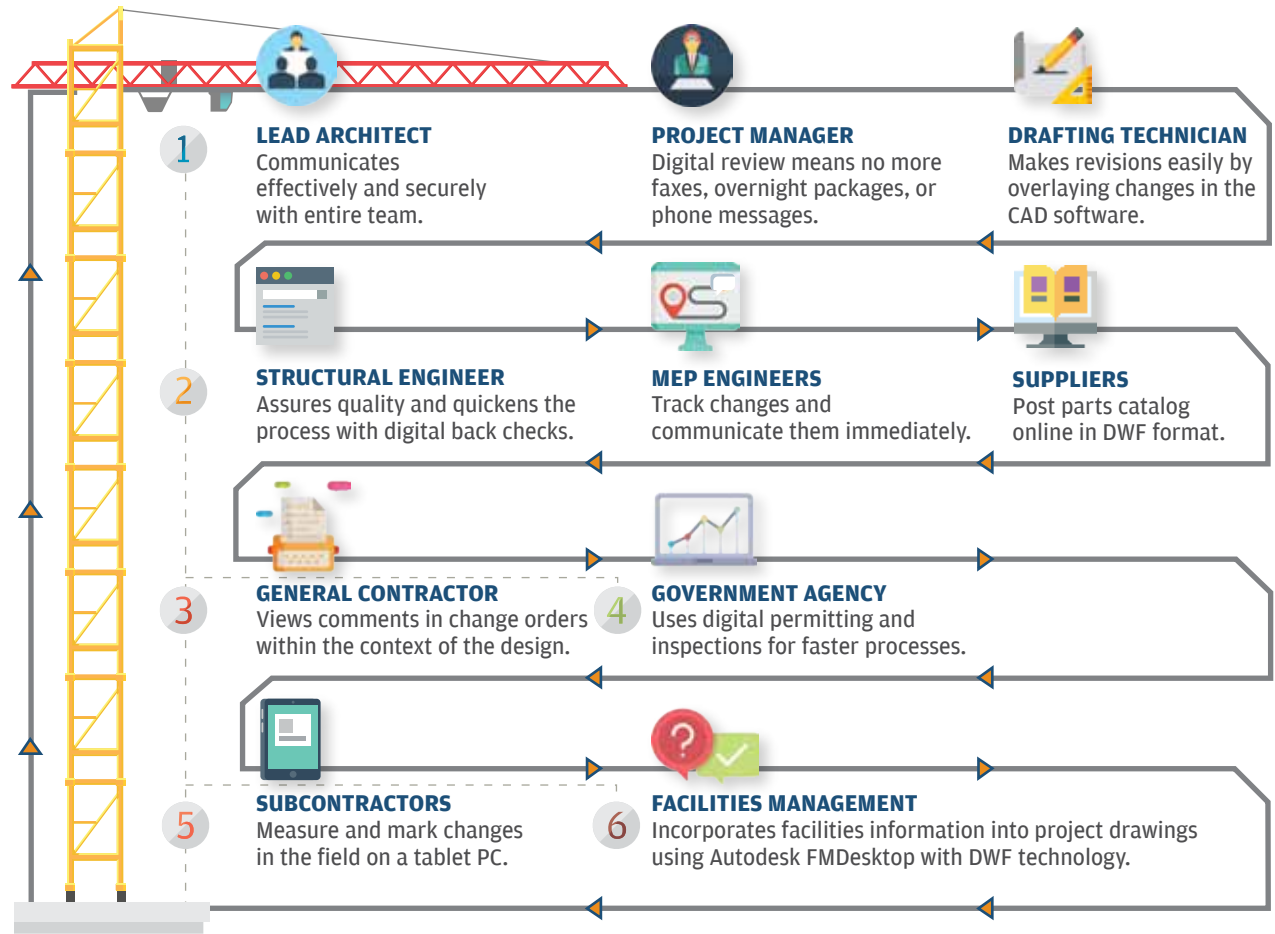 1
LEAD ARCHITECT
Communicates
effectively and securely
with entire team.
PROJECT MANAGER
Digital review means no more
faxes, overnight packages, or
phone messages.
DRAFTING TECHNICIAN
Makes revisions easily by
overlaying changes in the
CAD software.
2
STRUCTURAL ENGINEER
Assures quality and quickens the
process with digital back checks.
MEP ENGINEERS
Track changes and
communicate them immediately.
SUPPLIERS
Post parts catalog
online in DWF format.
3
GENERAL CONTRACTOR
Views comments in change orders
within the context of the design.
4
GOVERNMENT AGENCY
Uses digital permitting and
inspections for faster processes.
5
SUBCONTRACTORS
Measure and mark changes
in the field on a tablet PC.
6
FACILITIES MANAGEMENT
Incorporates facilities information into project drawings
using Autodesk FMDesktop with DWF technology.